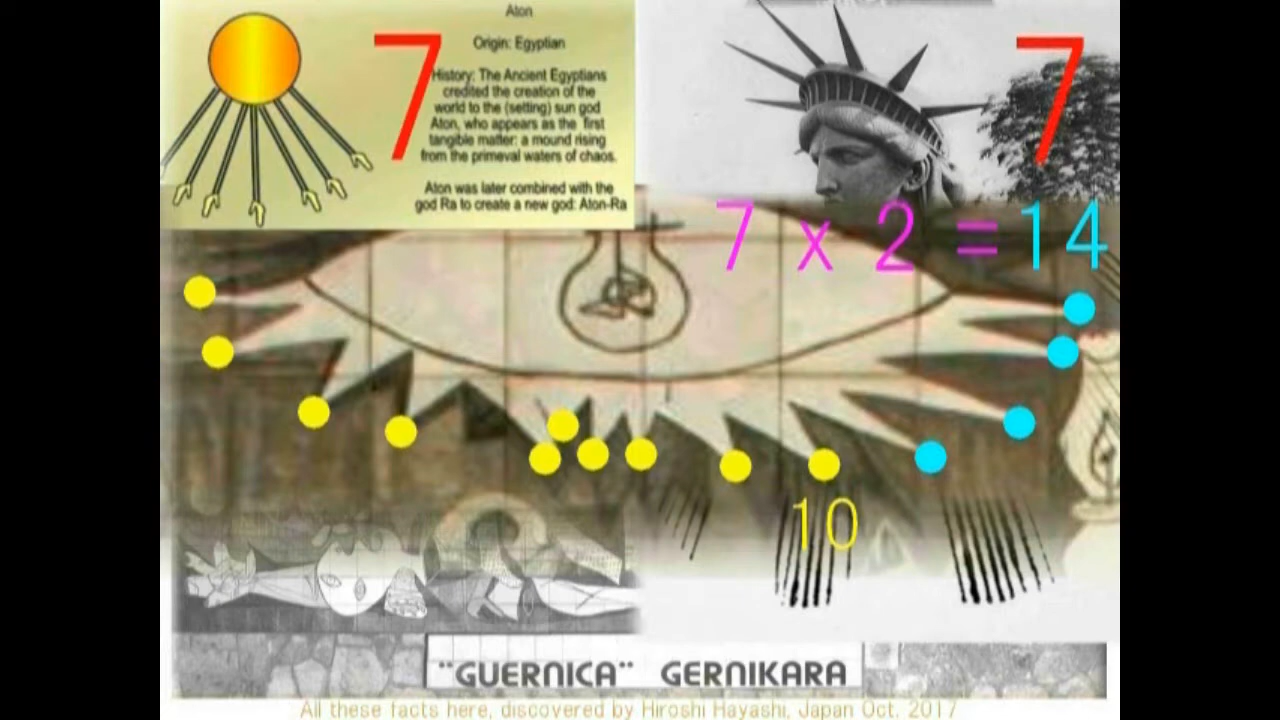 Aton
Origin: Egyptian
History: The Ancient Egyptians
credited the creation of the
world to the (setting) sun god
Aton, who appears as the first
tangible matter: a mound rising
from the primeval waters of chaos.
Aton was later combined with the
god Ra to create a new god: Aton-Ra
7
7
7 x 2 = 14
10
"GUERNICA" GERNIKARA
All these facts here, discovered by Hiroshi Hayashi, Japan Oct. 2017